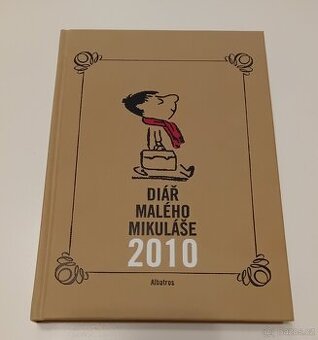 DIÁŘ
MALÉHO
MIKULÁŠE
2010
Albatros